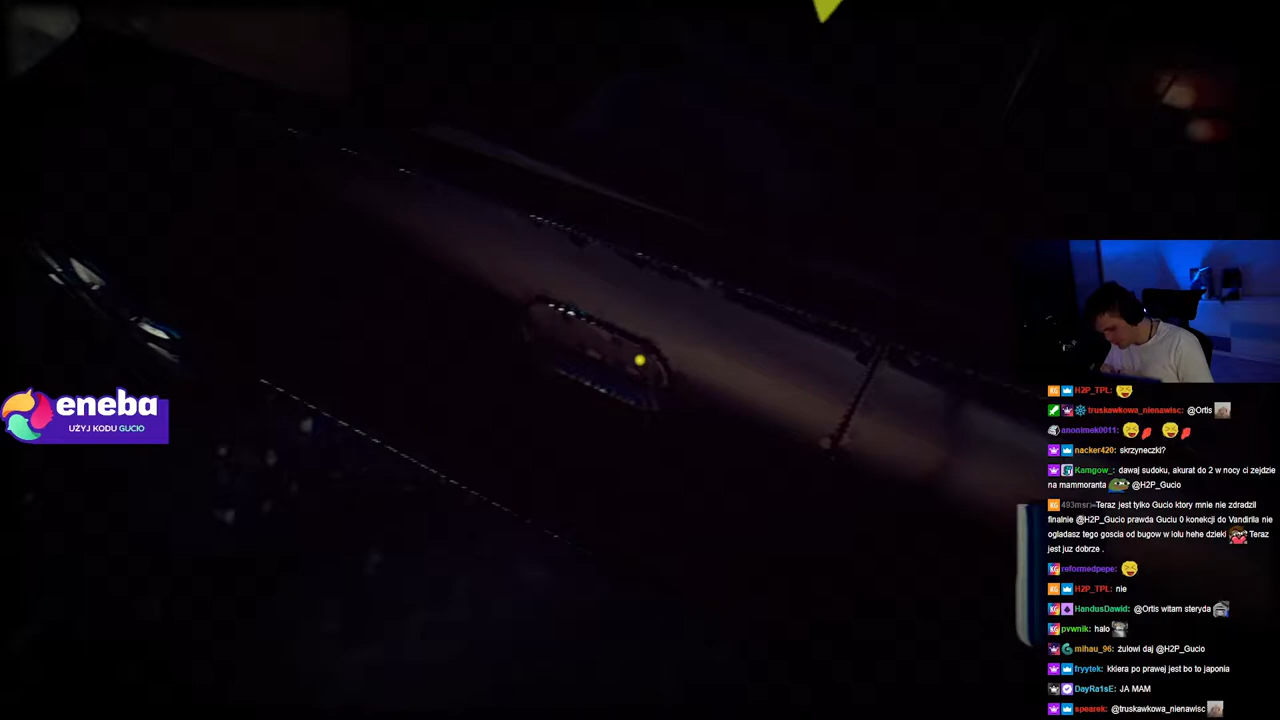 eneba
UŻYJ KODU GUCIO
H2P_TPL:
truskawkowa_nienawisc: @Ortis
anonimek0011:
nacker420: skrzyneczki?
Kamgow_: dawaj sudoku, akurat do 2 w nocy ci zejdzie
na mammoranta @H2P_Gucio
493msri=Teraz jest tylko Gucio ktory mnie nie zdradzil
finalnie @H2P_Gucio prawda Guciu 0 konekcji do Vandirila nie
ogladasz tego goscia od bugow w lolu hehe dzieki Teraz
jest juz dobrze .
reformedpepe:
H2P_TPL: nie
HandusDawid: @Ortis witam steryda
pvwnik: halo
mihau_96: żulowi daj @H2P_Gucio
fryytek: kkiera po prawej jest bo to japonia
DayRa1sE: JA MAM
spearek: @truskawkowa_nienawisc